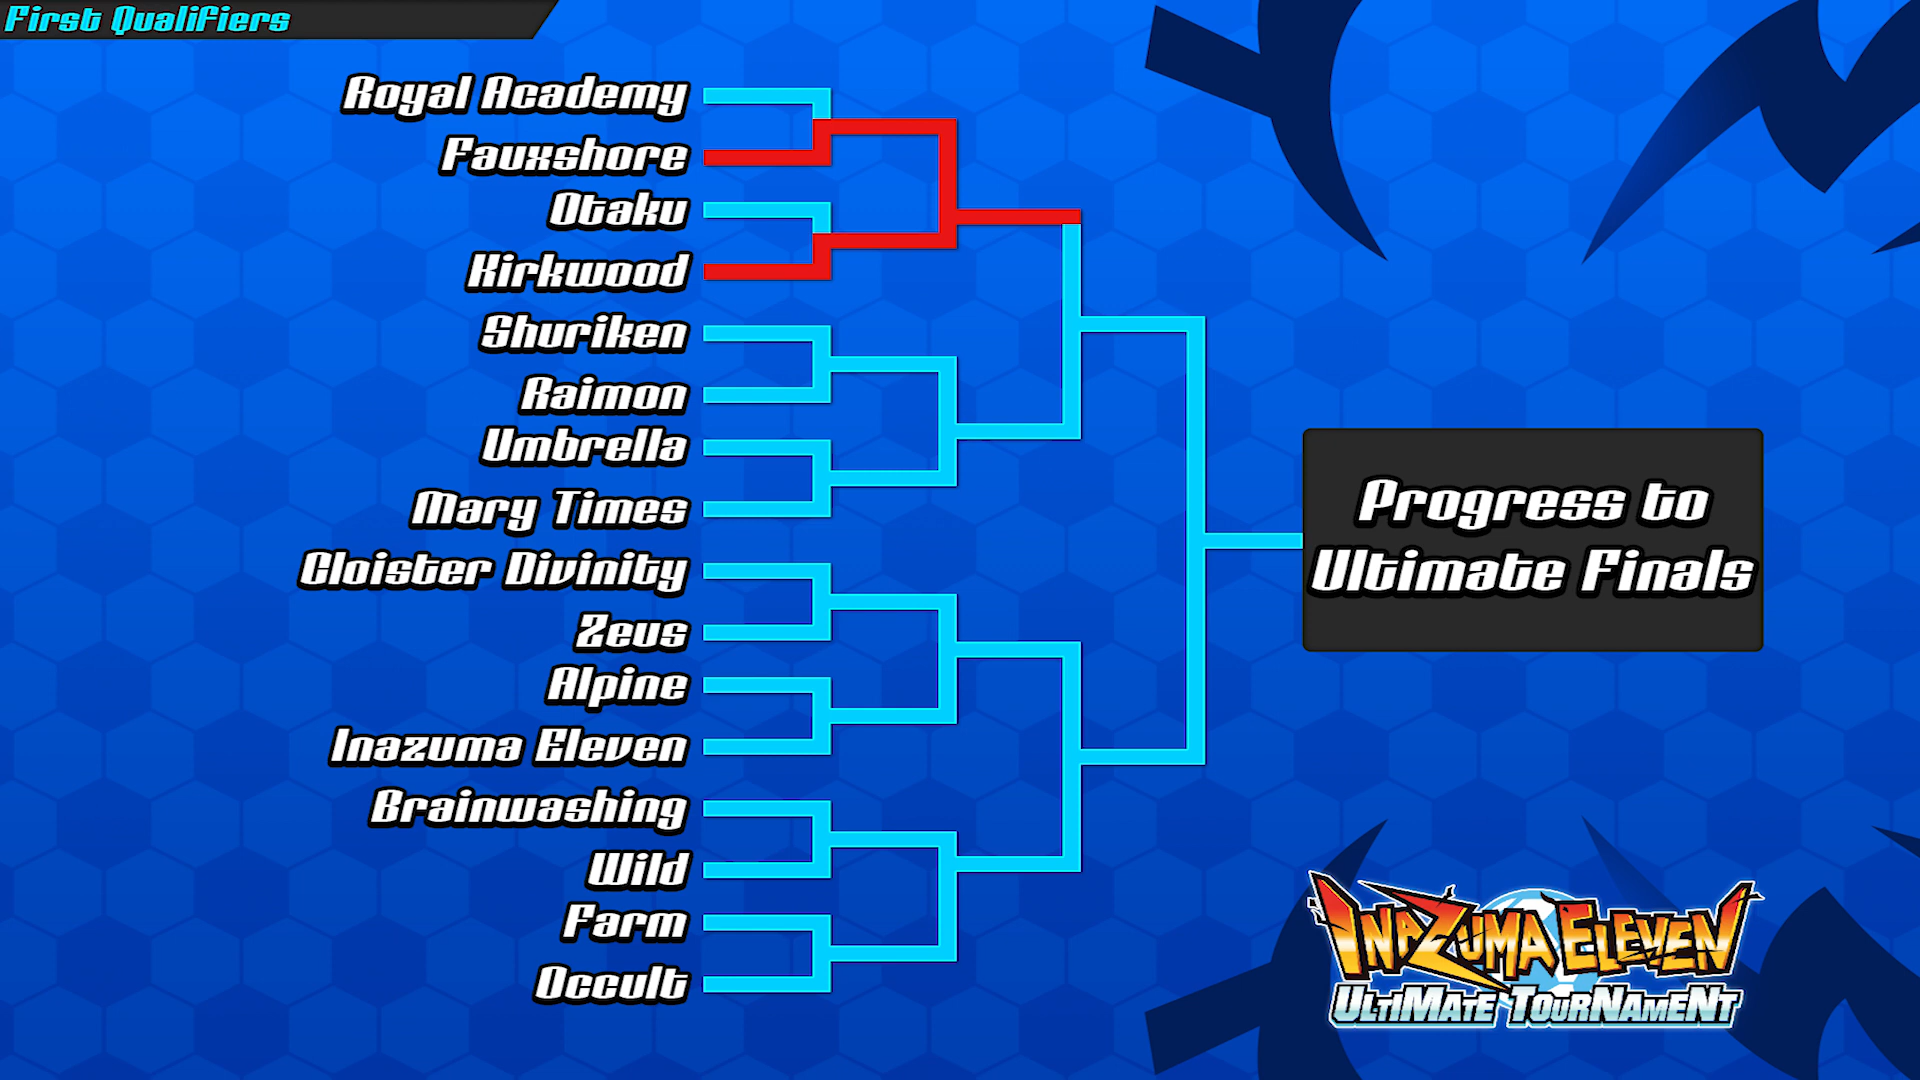 First Qualifiers
Royal Academy
Fauxshore
Otaku
Kirkwood
Shuriken
Raimon
Umbrella
Mary Times
Cloister Divinity
Zeus
Alpine
Inazuma Eleven
Brainwashing
Wild
Farm
Occult
Progress to
Ultimate Finals
INAZUMA ELEVEN
ULTIMATE TOURNAMENT